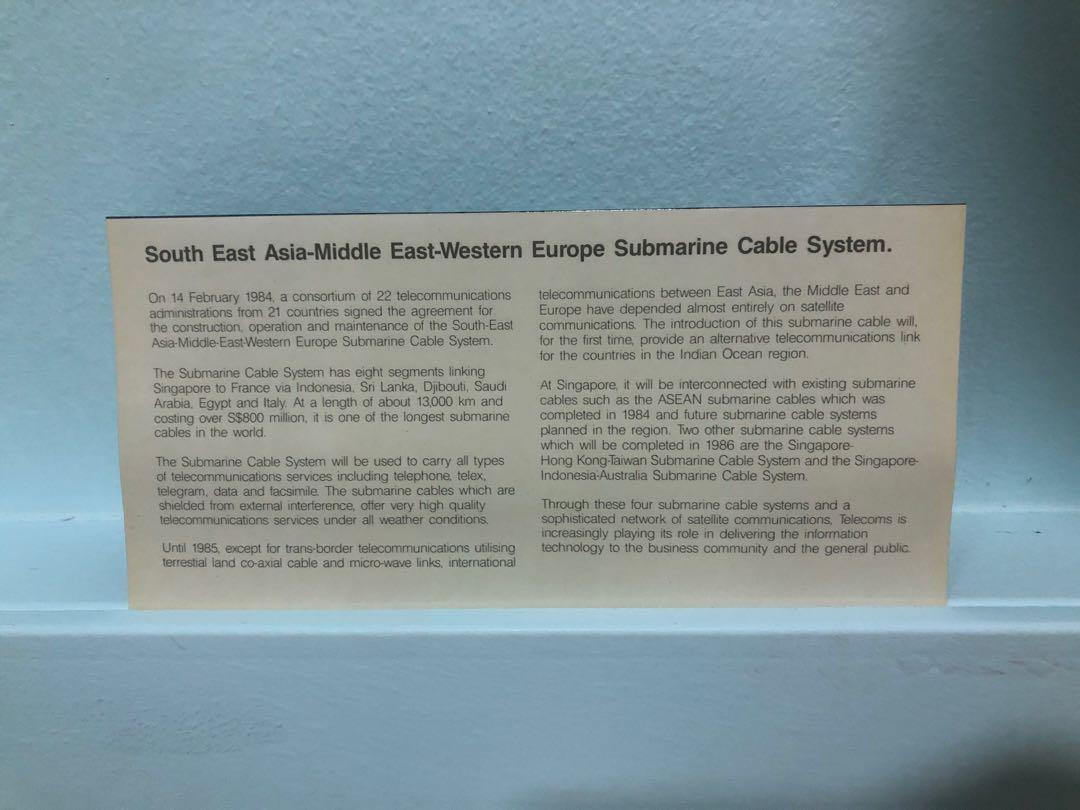 South East Asia-Middle East-Western Europe Submarine Cable System.
On 14 February 1984, a consortium of 22 telecommunications
administrations from 21 countries signed the agreement for
the construction, operation and maintenance of the South-East
Asia-Middle-East-Western Europe Submarine Cable System.
The Submarine Cable System has eight segments linking
Singapore to France via Indonesia, Sri Lanka, Djibouti, Saudi
Arabia, Egypt and Italy. At a length of about 13,000 km and
costing over S$800 million, it is one of the longest submarine
cables in the world.
The Submarine Cable System will be used to carry all types
of telecommunications services including telephone, telex,
telegram, data and facsimile. The submarine cables which are
shielded from external interference, offer very high quality
telecommunications services under all weather conditions.
Until 1985, except for trans-border telecommunications utilising
terrestial land co-axial cable and micro-wave links, international
telecommunications between East Asia, the Middle East and
Europe have depended almost entirely on satellite
communications. The introduction of this submarine cable will,
for the first time, provide an alternative telecommunications link
for the countries in the Indian Ocean region.
At Singapore, it will be interconnected with existing submarine
cables such as the ASEAN submarine cables which was
completed in 1984 and future submarine cable systems
planned in the region. Two other submarine cable systems
which will be completed in 1986 are the Singapore-
Hong Kong-Taiwan Submarine Cable System and the Singapore-
Indonesia-Australia Submarine Cable System.
Through these four submarine cable systems and a
sophisticated network of satellite communications, Telecoms is
increasingly playing its role in delivering the information
technology to the business community and the general public.